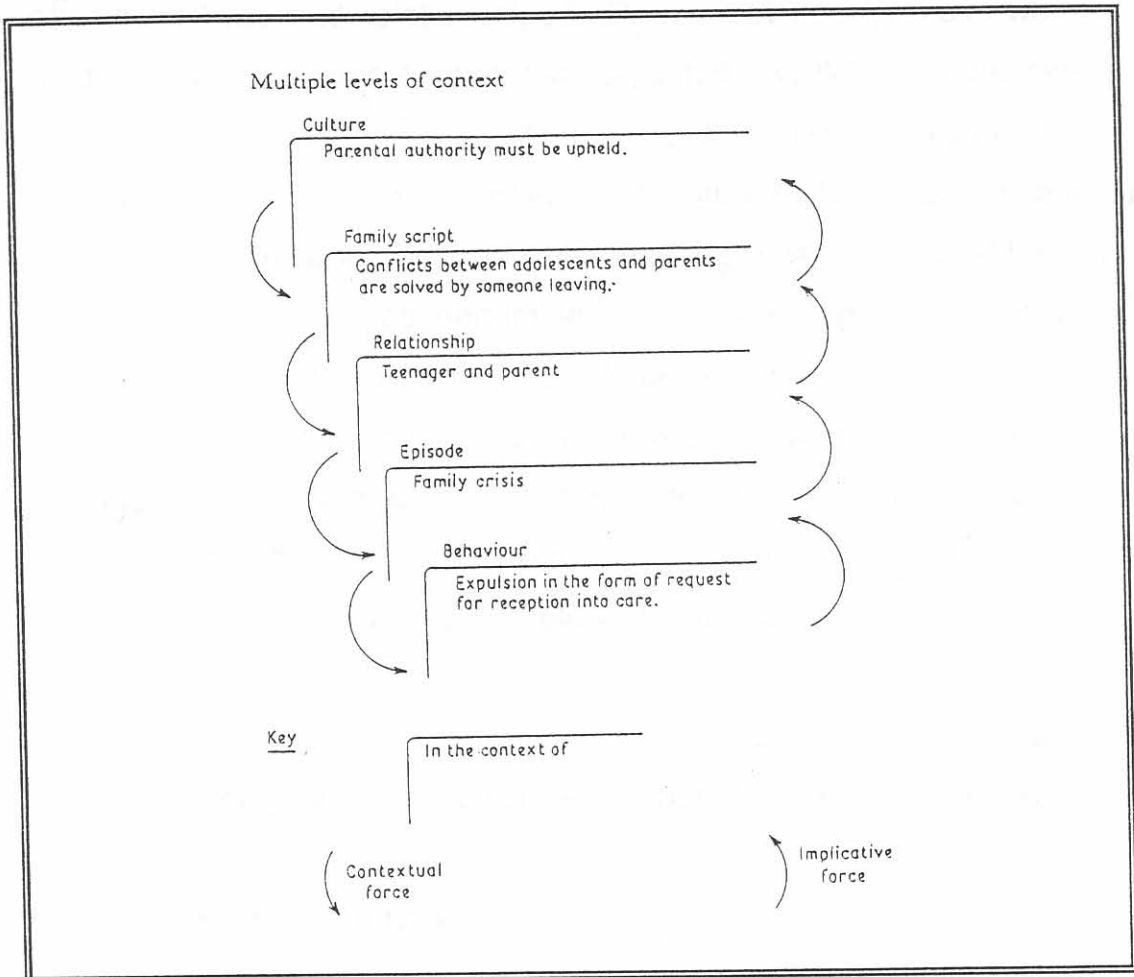 Multiple levels of context
Culture
Parental authority must be upheld.
Family script
Conflicts between adolescents and parents
are solved by someone leaving.
Relationship
Teenager and parent
Episode
Family crisis
Behaviour
Expulsion in the form of request
for reception into care.
Key
In the context of
Contextual
force
Implicative
force